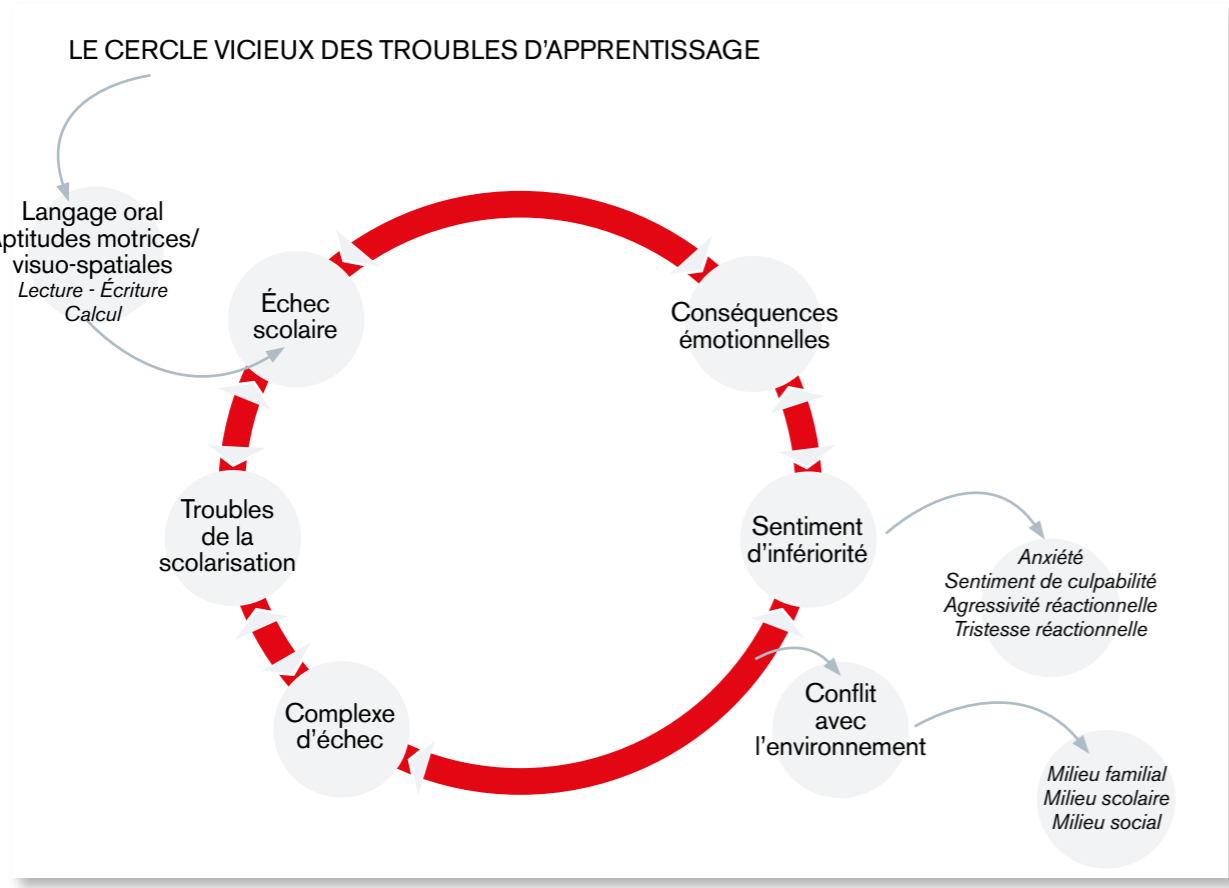 LE CERCLE VICIEUX DES TROUBLES D'APPRENTISSAGE
Langage oral
ptitudes motrices/
visuo-spatiales
Lecture - Écriture
Calcul
Échec
scolaire
Conséquences
émotionnelles
Troubles
de la
scolarisation
Sentiment
d'infériorité
Anxiété
Sentiment de culpabilité
Agressivité réactionnelle
Tristesse réactionnelle
Complexe
d'échec
Conflit
avec
l'environnement
Milieu familial
Milieu scolaire
Milieu social